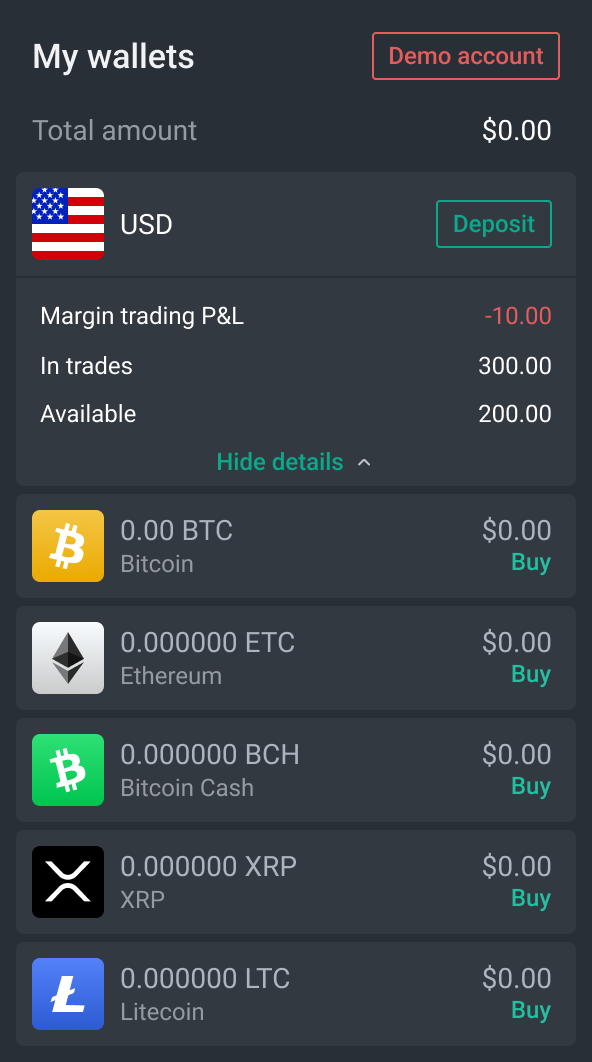 My wallets Demo account
Total amount $0.00
USD Deposit
Margin trading P&L -10.00
In trades 300.00
Available 200.00
Hide details
0.00 BTC $0.00
Bitcoin Buy
0.000000 ETC $0.00
Ethereum Buy
0.000000 BCH $0.00
Bitcoin Cash Buy
0.000000 XRP $0.00
XRP Buy
0.000000 LTC $0.00
Litecoin Buy